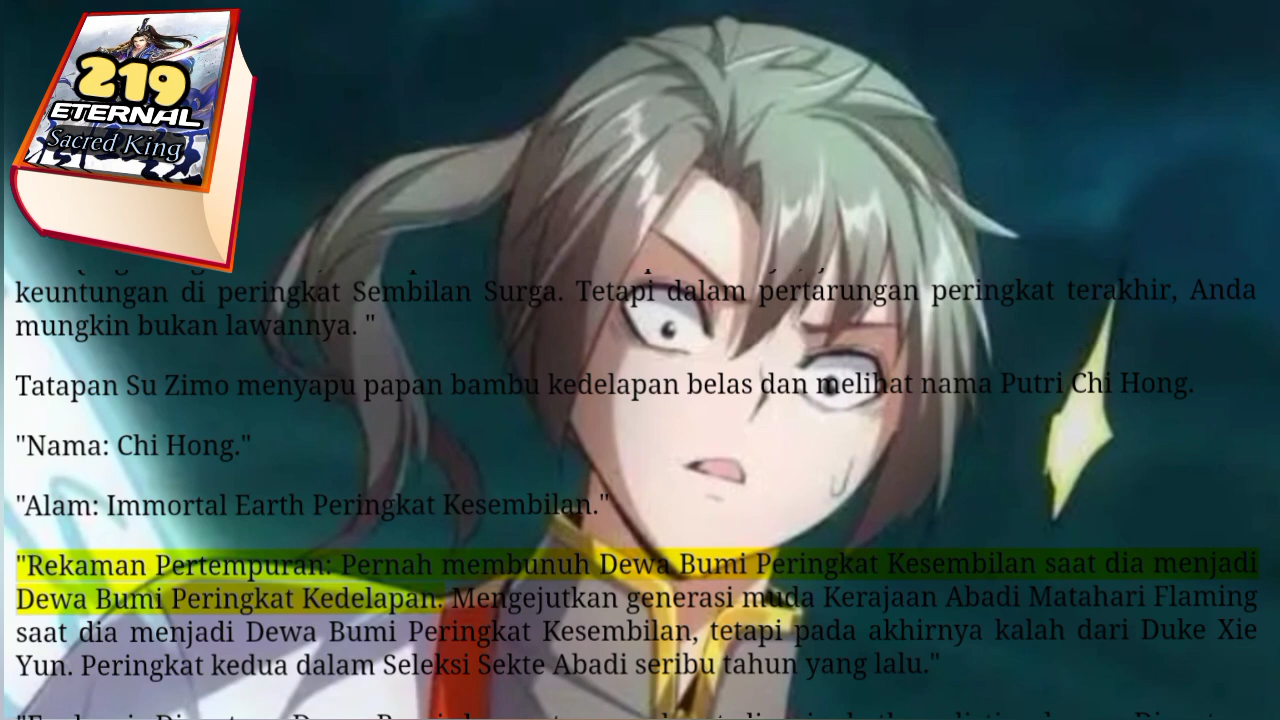 219
ETERNAL
Sacred King
keuntungan di peringkat Sembilan Surga. Tetapi dalam pertarungan peringkat terakhir, Anda
mungkin bukan lawannya. "
Tatapan Su Zimo menyapu papan bambu kedelapan belas dan melihat nama Putri Chi Hong.
"Nama: Chi Hong."
"Alam: Immortal Earth Peringkat Kesembilan."
"Rekaman Pertempuran: Pernah membunuh Dewa Bumi Peringkat Kesembilan saat dia menjadi
Dewa Bumi Peringkat Kedelapan. Mengejutkan generasi muda Kerajaan Abadi Matahari Flaming
saat dia menjadi Dewa Bumi Peringkat Kesembilan, tetapi pada akhirnya kalah dari Duke Xie
Yun. Peringkat kedua dalam Seleksi Sekte Abadi seribu tahun yang lalu."